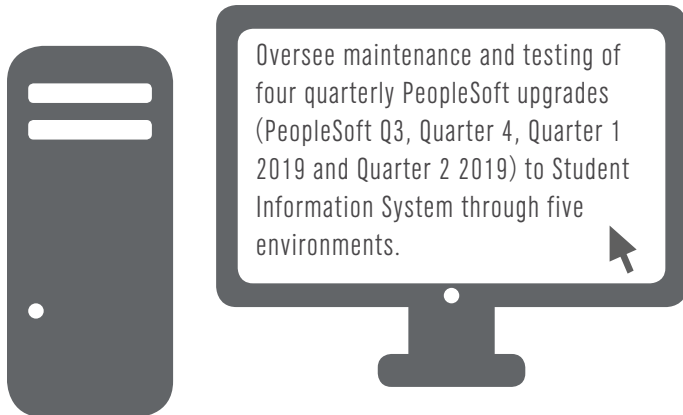 Oversee maintenance and testing of
four quarterly PeopleSoft upgrades
(PeopleSoft Q3, Quarter 4, Quarter 1
2019 and Quarter 2 2019) to Student
Information System through five
environments.